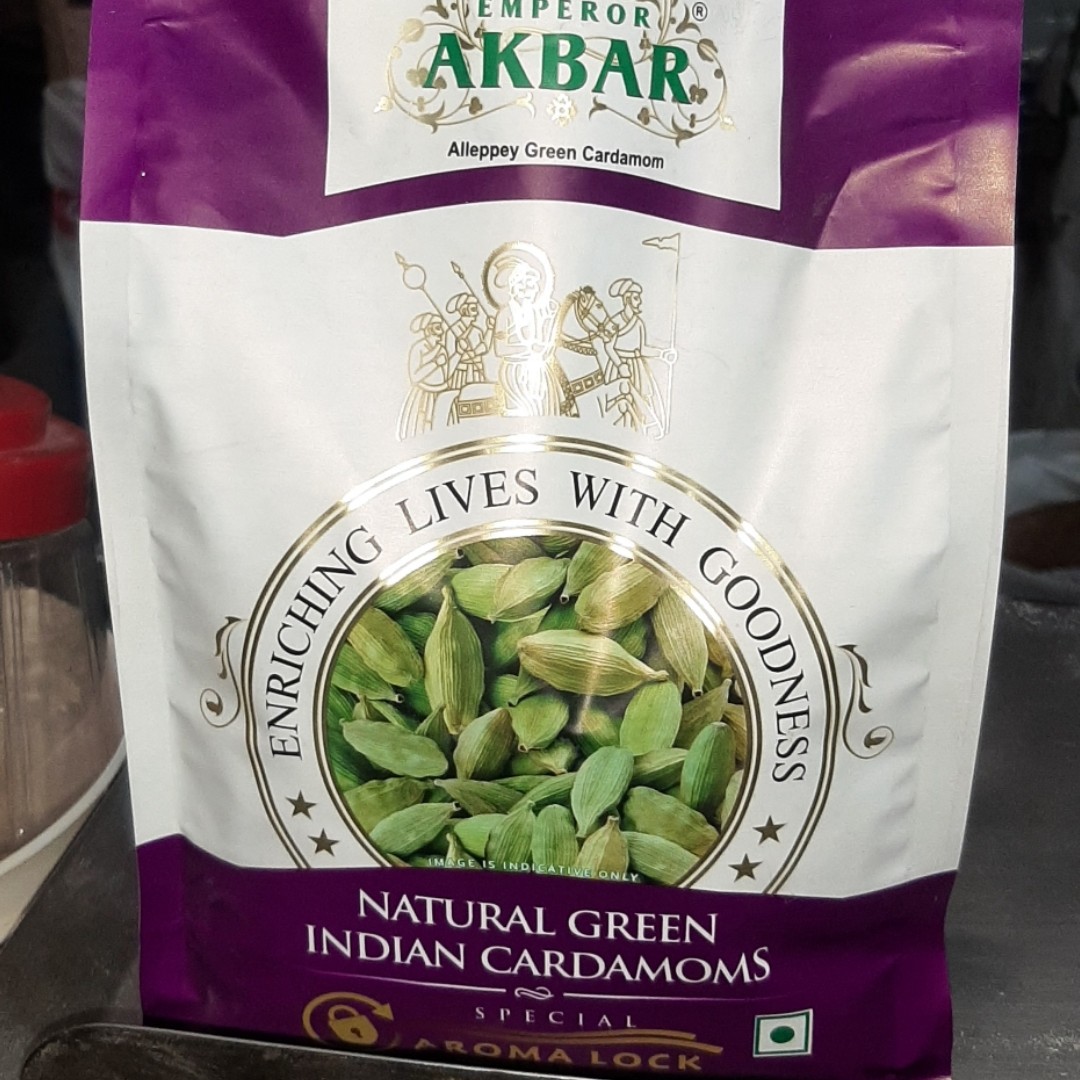 EMPEROR ®
AKBAR
Alleppey Green Cardamom
ENRICHING LIVES WITH GOODNESS
IMAGE IS INDICATIVE ONLY
NATURAL GREEN
INDIAN CARDAMOMS
SPECIAL
AROMA LOCK